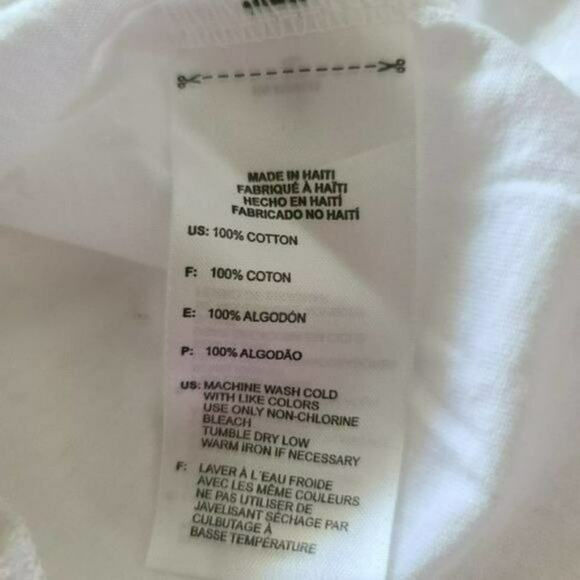 MADE IN HAITI
FABRIQUÉ À HAÏTI
HECHO EN HAITÍ
FABRICADO NO HAITÍ
US: 100% COTTON
F: 100% COTON
E: 100% ALGODÓN
P: 100% ALGODÃO
US: MACHINE WASH COLD
WITH LIKE COLORS
USE ONLY NON-CHLORINE
BLEACH
TUMBLE DRY LOW
WARM IRON IF NECESSARY
F: LAVER À L'EAU FROIDE
AVEC LES MÊME COULEURS
NE PAS UTILISER DE
JAVELISANT SÉCHAGE PAR
CULBUTAGE À
BASSE TEMPÉRATURE